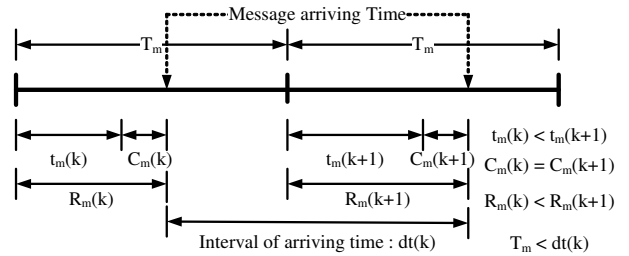 Message arriving Time
T_m T_m
t_m(k) C_m(k) t_m(k+1) C_m(k+1) t_m(k) < t_m(k+1)
C_m(k) = C_m(k+1)
R_m(k) R_m(k+1) R_m(k) < R_m(k+1)
Interval of arriving time : dt(k) T_m < dt(k)